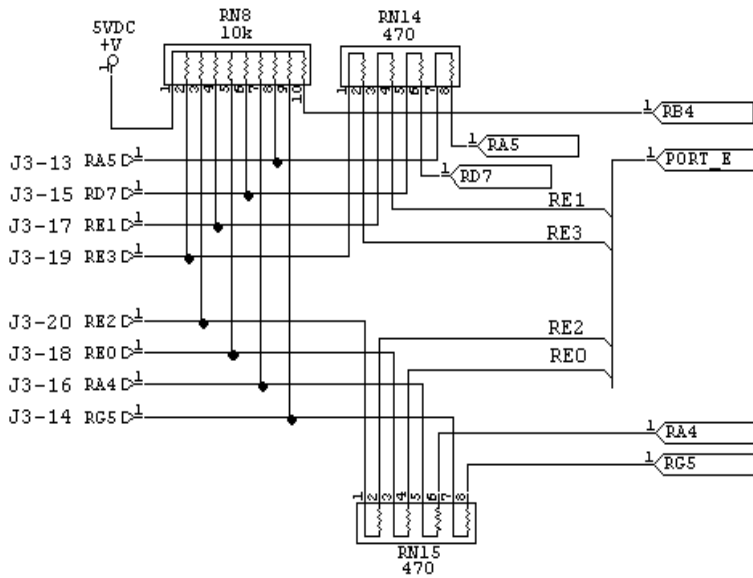 RN8
10k
RN14
470
5VDC
+V
1
1 2 3 4 5 6 7 8 9 10
1 2 3 4 5 6 7 8
1 RB4
J3-13 RA5 1
1 RA5
1 PORT_E
J3-15 RD7 1
1 RD7
J3-17 RE1 1
RE1
J3-19 RE3 1
RE3
J3-20 RE2 1
RE2
J3-18 RE0 1
RE0
J3-16 RA4 1
J3-14 RG5 1
1 RA4
1 RG5
1 2 3 4 5 6 7 8
RN15
470